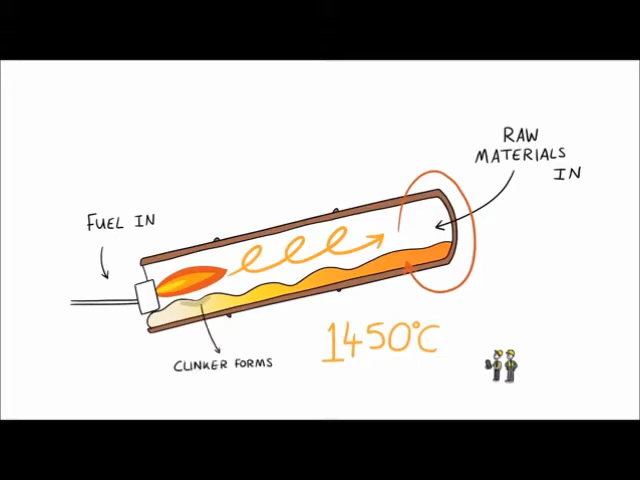 RAW
MATERIALS
IN
FUEL IN
CLINKER FORMS
1450°C